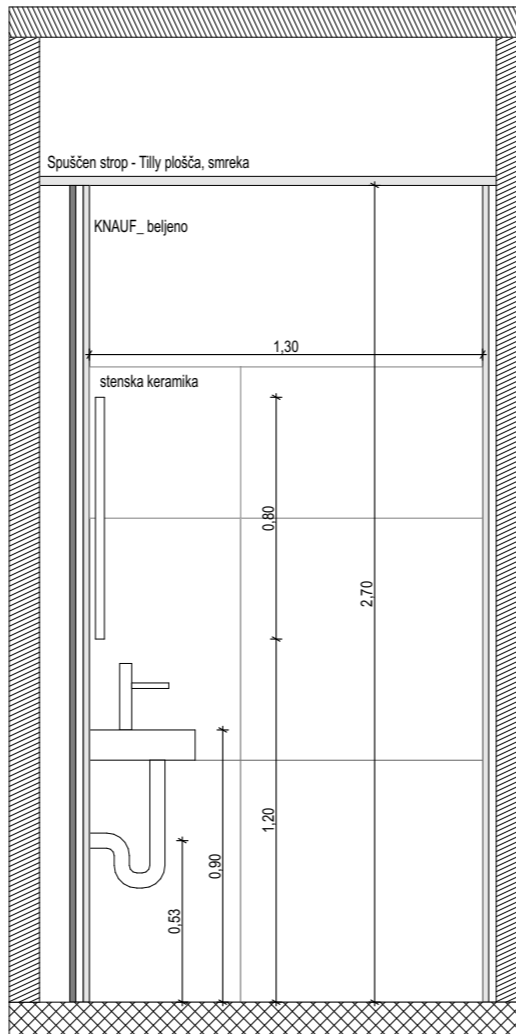 Spuščen strop - Tilly plošča, smreka
KNAUF_ beljeno
1,30
stenska keramika
0,80
2,70
1,20
0,90
0,53